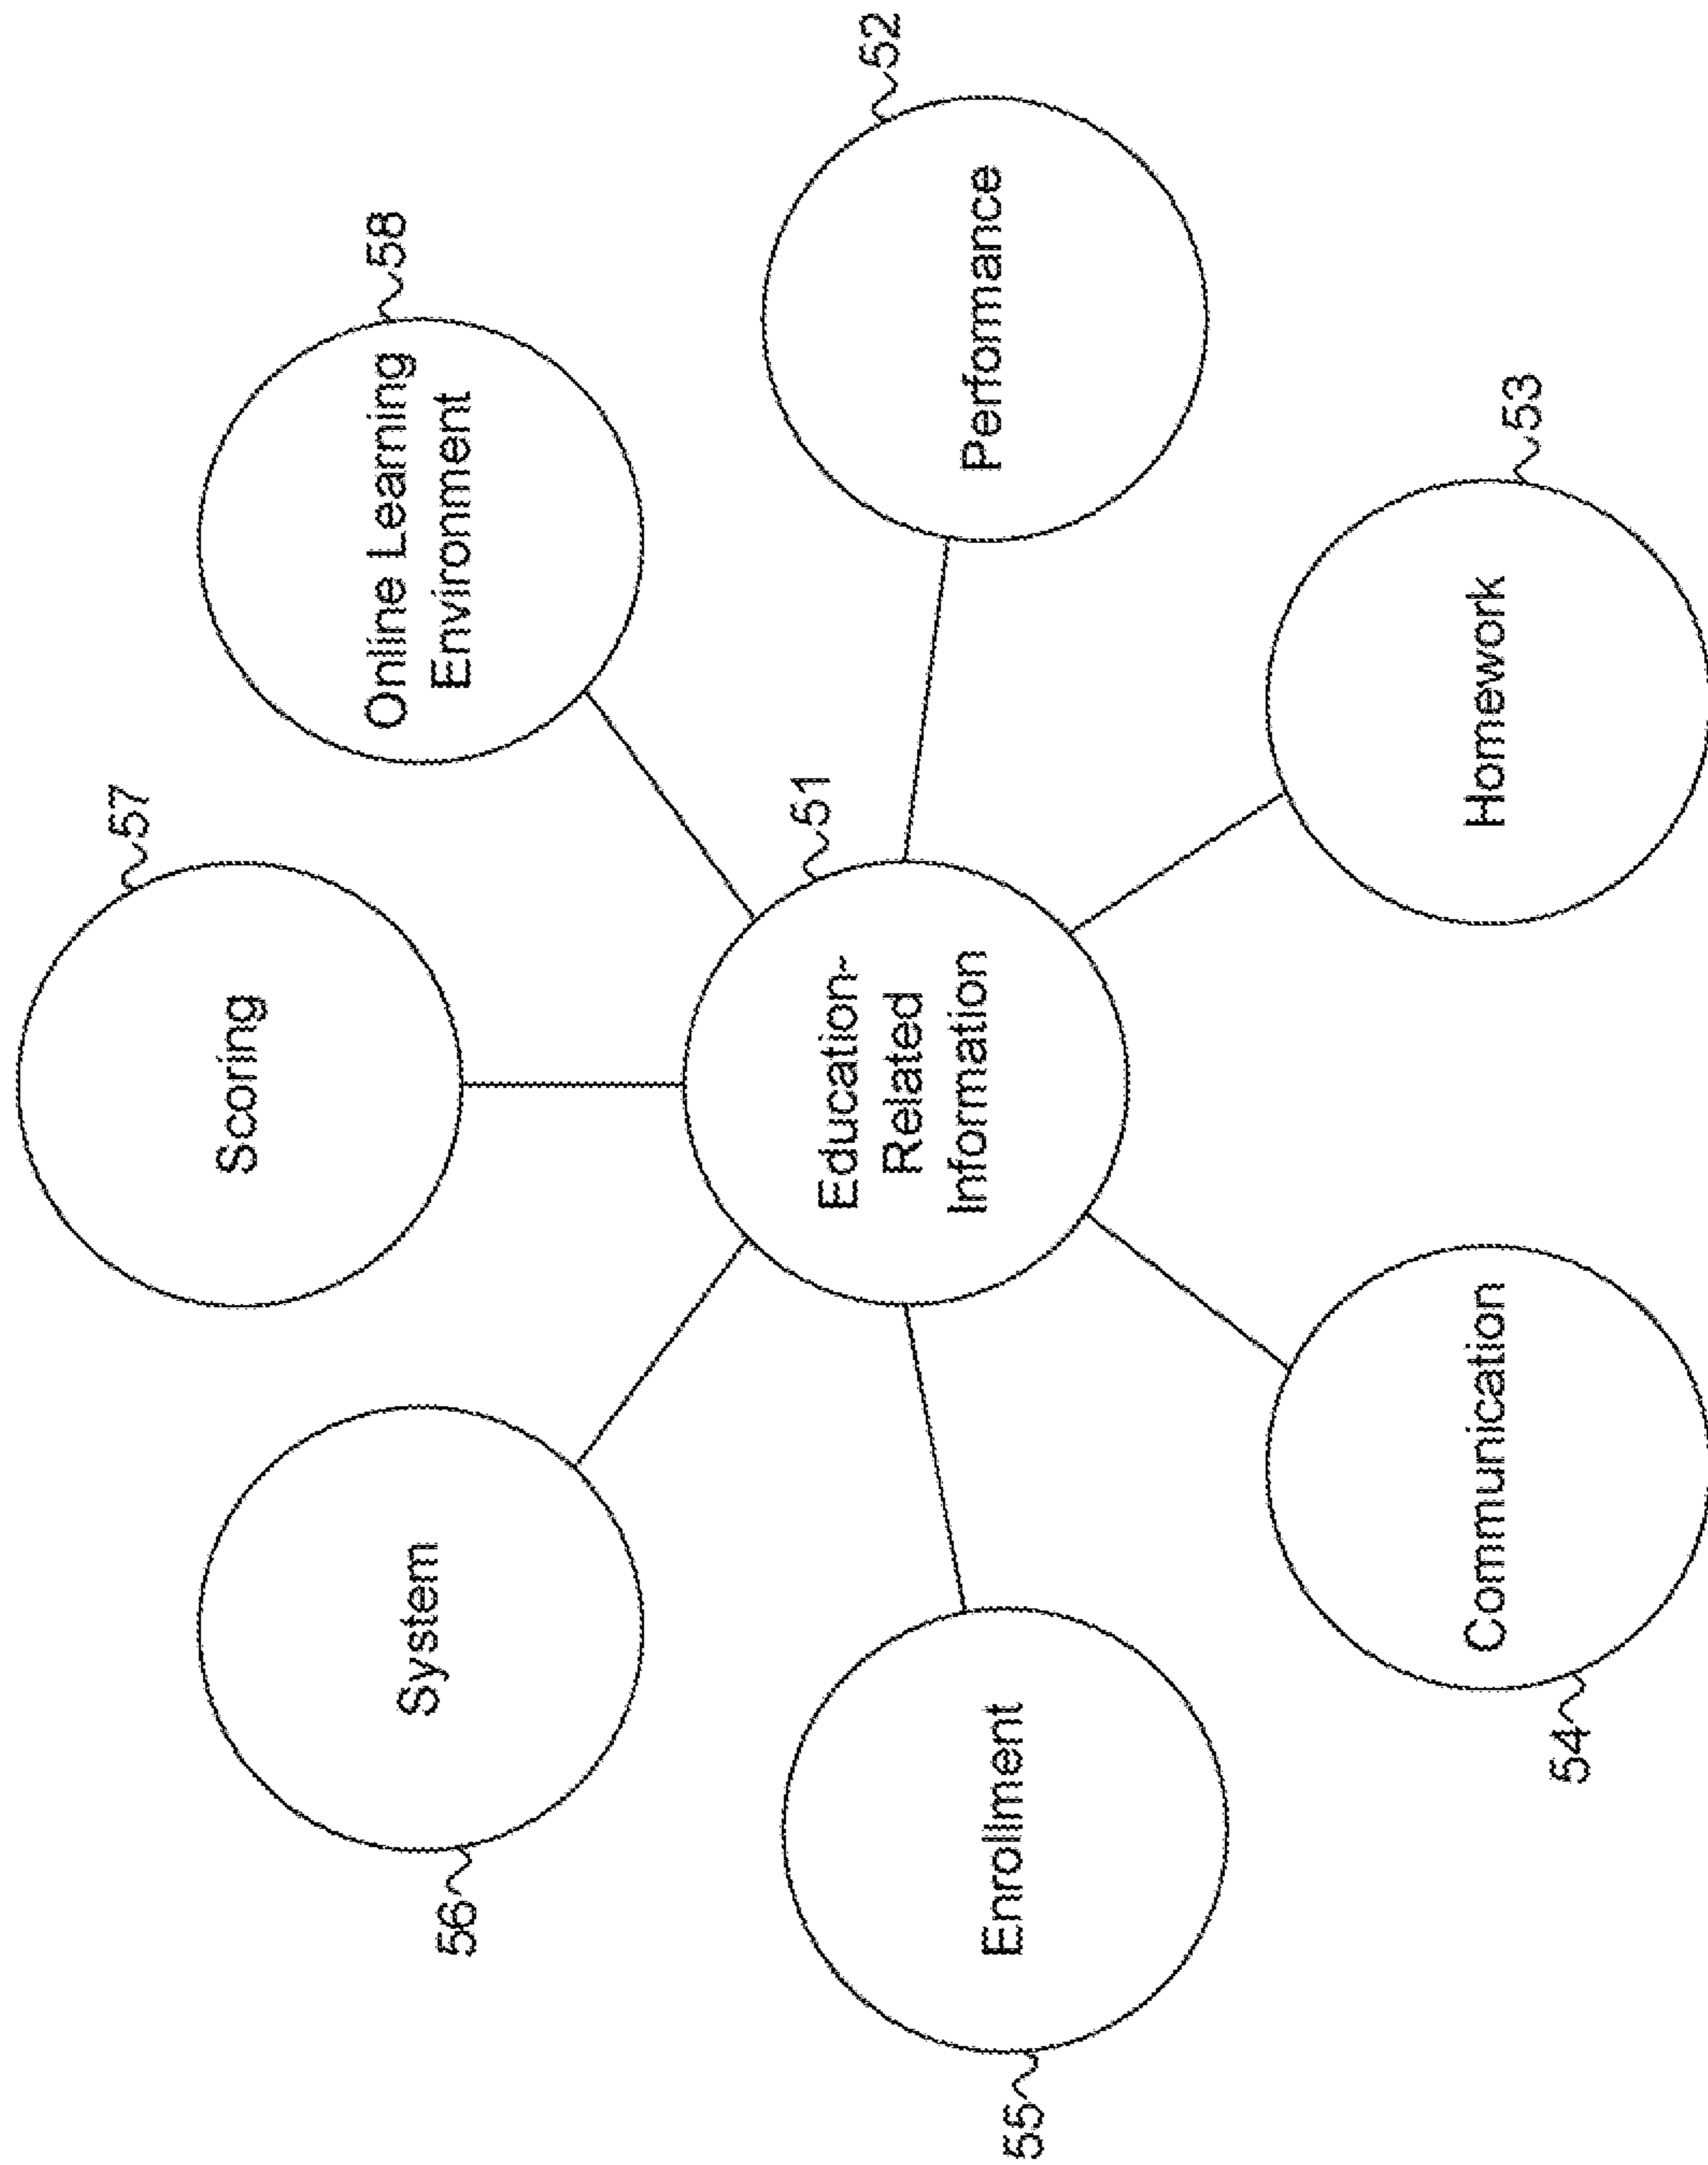 57
Scoring
58
Online Learning
Environment
System
56
51
Education-
Related
Information
52
Performance
Enrollment
55
Homework
53
Communication
54